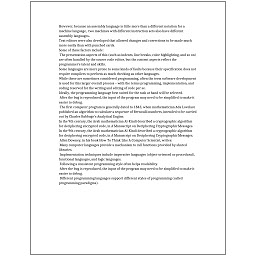 However, because an assembly language is little more than a different notation for a
machine language, two machines with different instruction sets also have different
assembly languages.
Text editors were also developed that allowed changes and corrections to be made much
more easily than with punched cards.
Some of these factors include:
The presentation aspects of this (such as indents, line breaks, color highlighting, and so on)
are often handled by the source code editor, but the content aspects reflect the
programmer's talent and skills.
Some languages are more prone to some kinds of faults because their specification does not
require compilers to perform as much checking as other languages.
While these are sometimes considered programming, often the term software development
is used for this larger overall process – with the terms programming, implementation, and
coding reserved for the writing and editing of code per se.
Ideally, the programming language best suited for the task at hand will be selected.
After the bug is reproduced, the input of the program may need to be simplified to make it
easier to debug.
The first computer program is generally dated to 1843, when mathematician Ada Lovelace
published an algorithm to calculate a sequence of Bernoulli numbers, intended to be carried
out by Charles Babbage's Analytical Engine.
In the 9th century, the Arab mathematician Al-Kindi described a cryptographic algorithm
for deciphering encrypted code, in A Manuscript on Deciphering Cryptographic Messages.
In the 9th century, the Arab mathematician Al-Kindi described a cryptographic algorithm
for deciphering encrypted code, in A Manuscript on Deciphering Cryptographic Messages.
Allen Downey, in his book How To Think Like A Computer Scientist, writes:
Many computer languages provide a mechanism to call functions provided by shared
libraries.
Implementation techniques include imperative languages (object-oriented or procedural),
functional languages, and logic languages.
Following a consistent programming style often helps readability.
After the bug is reproduced, the input of the program may need to be simplified to make it
easier to debug.
Different programming languages support different styles of programming (called
programming paradigms).